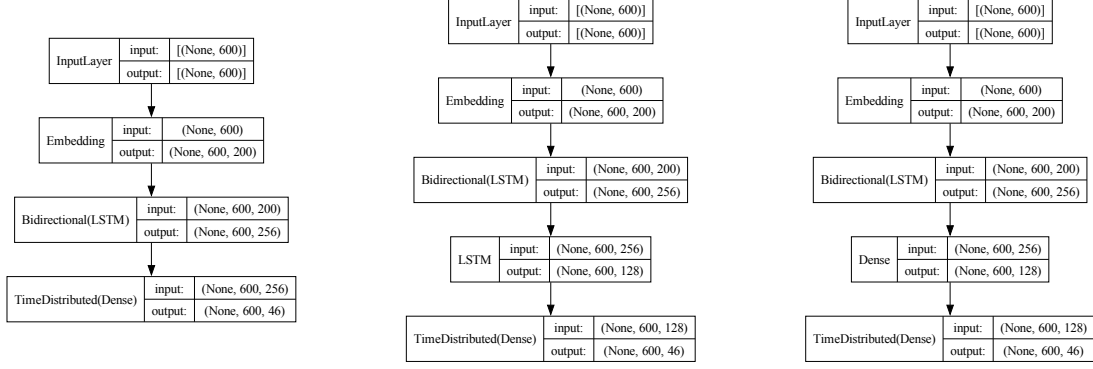 InputLayer
input: [(None, 600)]
output: [(None, 600)]
Embedding
input: (None, 600)
output: (None, 600, 200)
Bidirectional(LSTM)
input: (None, 600, 200)
output: (None, 600, 256)
TimeDistributed(Dense)
input: (None, 600, 256)
output: (None, 600, 46)
InputLayer
input: [(None, 600)]
output: [(None, 600)]
Embedding
input: (None, 600)
output: (None, 600, 200)
Bidirectional(LSTM)
input: (None, 600, 200)
output: (None, 600, 256)
LSTM
input: (None, 600, 256)
output: (None, 600, 128)
TimeDistributed(Dense)
input: (None, 600, 128)
output: (None, 600, 46)
InputLayer
input: [(None, 600)]
output: [(None, 600)]
Embedding
input: (None, 600)
output: (None, 600, 200)
Bidirectional(LSTM)
input: (None, 600, 200)
output: (None, 600, 256)
Dense
input: (None, 600, 256)
output: (None, 600, 128)
TimeDistributed(Dense)
input: (None, 600, 128)
output: (None, 600, 46)